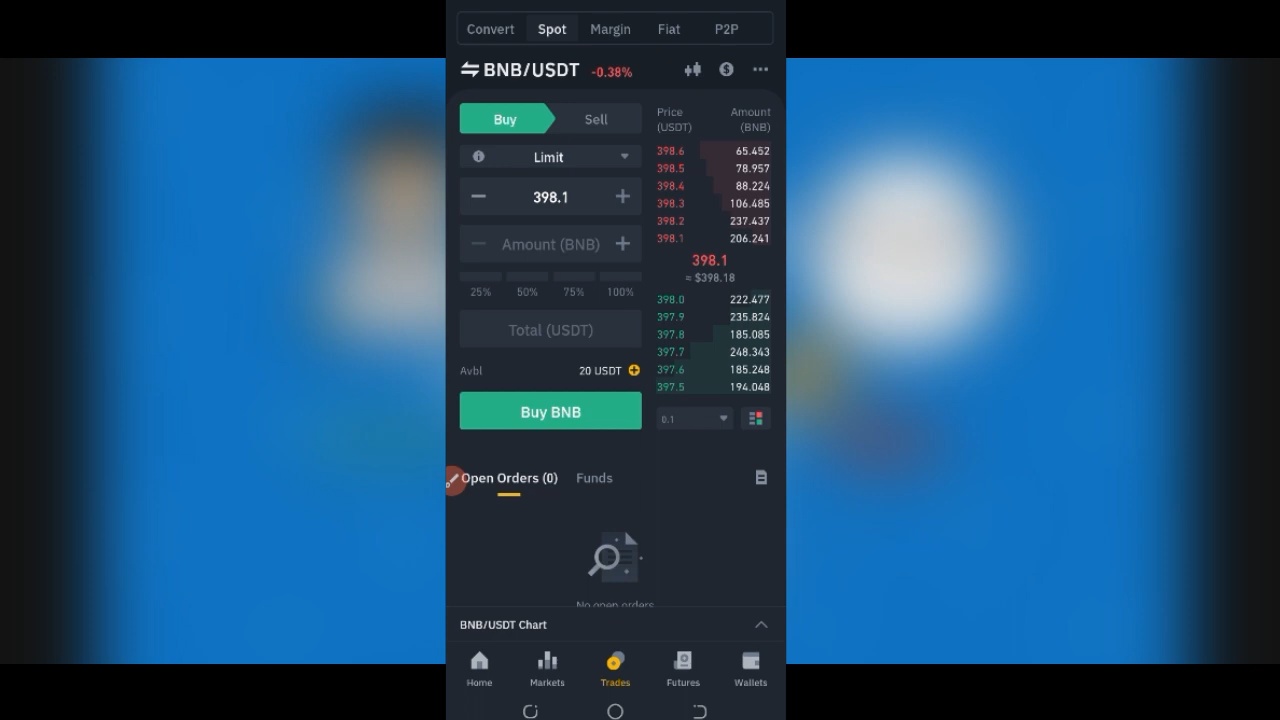 Convert Spot Margin Fiat P2P
BNB/USDT -0.38%
Buy Sell
Limit
398.1
Amount (BNB)
25% 50% 75% 100%
Total (USDT)
Avbl 20 USDT
Buy BNB
Price Amount
(USDT) (BNB)
398.6 65.452
398.5 78.957
398.4 88.224
398.3 106.485
398.2 237.437
398.1 206.241
398.1
≈ $398.18
398.0 222.477
397.9 235.824
397.8 185.085
397.7 248.343
397.6 185.248
397.5 194.048
0.1
Open Orders (0) Funds
No open orders
BNB/USDT Chart
Home Markets Trades Futures Wallets